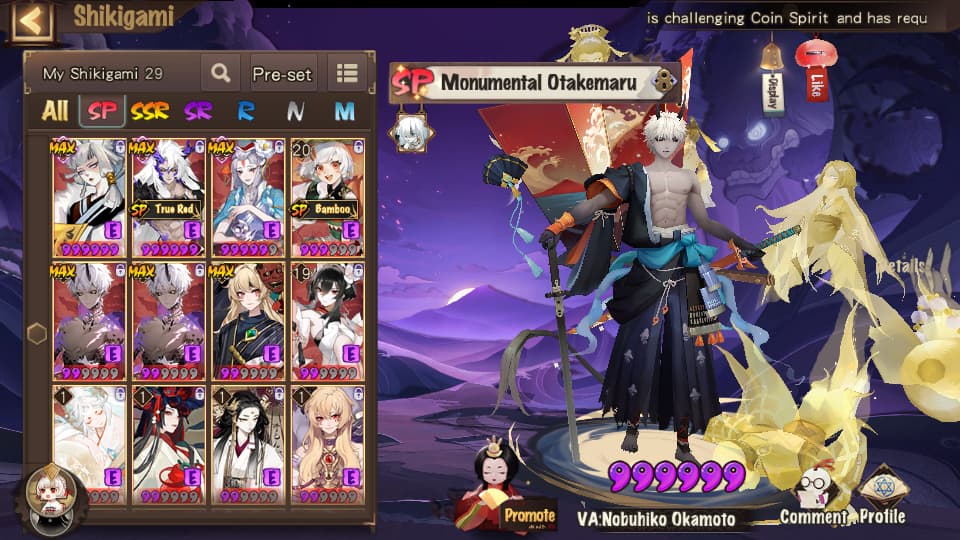 Shikigami
is challenging Coin Spirit and has requ
My Shikigami 29
Pre-set
All SP SSR SR R N M
SP Monumental Otakemaru
Display
Like
MAX
MAX
MAX
20
SP True Red
SP Bamboo
E
E
E
E
999999
999999
999999
999999
MAX
MAX
MAX
19
E
E
E
E
999999
999999
999999
999999
1
1
1
1
E
E
E
E
999999
999999
999999
etails
999999
Promote
VA:Nobuhiko Okamoto
Comment
Profile